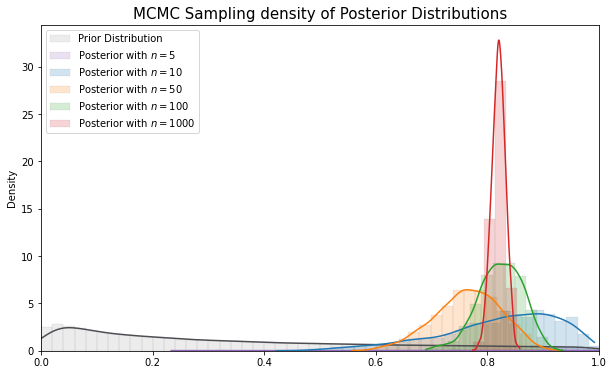 MCMC Sampling density of Posterior Distributions
Prior Distribution
Posterior with n = 5
Posterior with n = 10
Posterior with n = 50
Posterior with n = 100
Posterior with n = 1000
Density
30
25
20
15
10
5
0
0.0 0.2 0.4 0.6 0.8 1.0